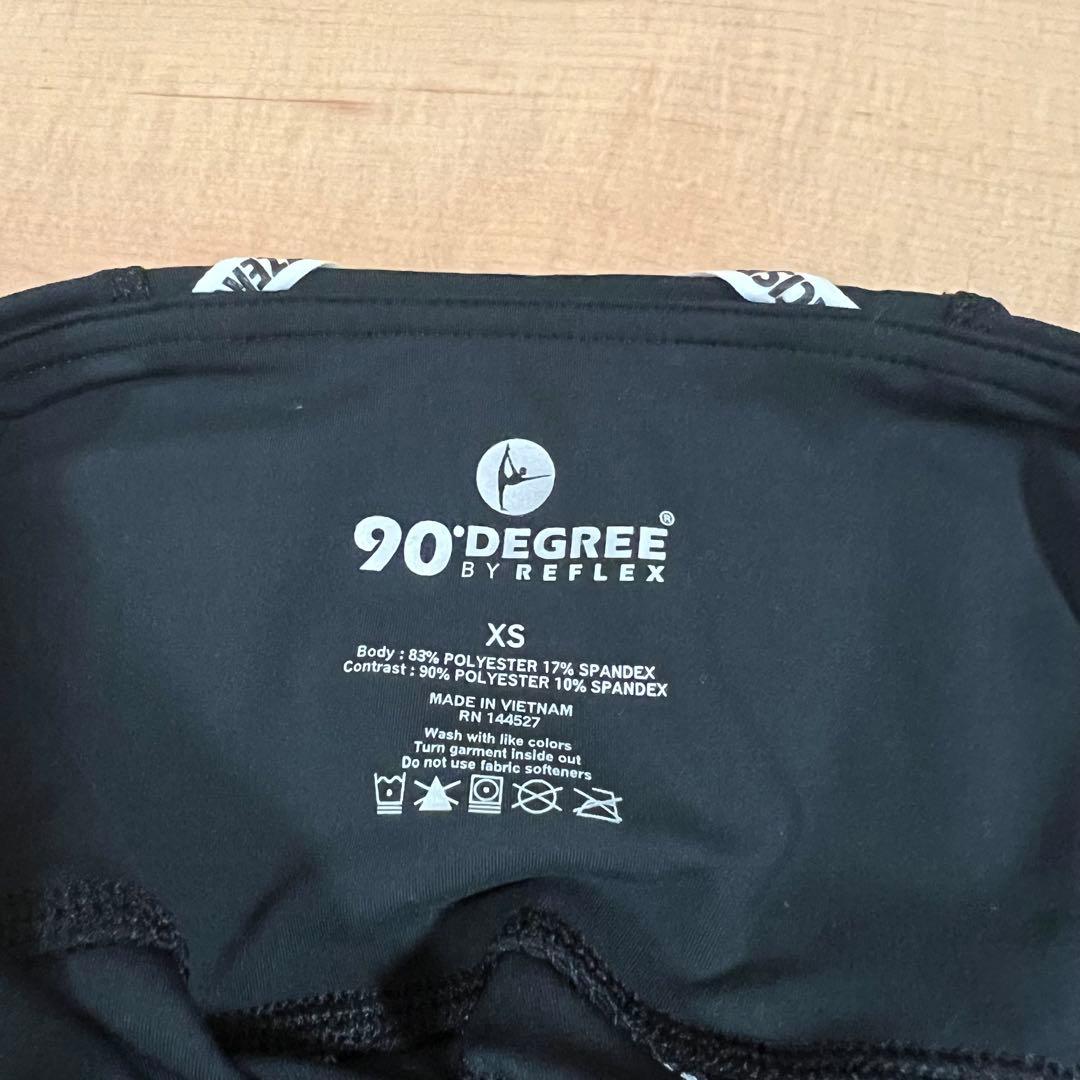 90°DEGREE®
BY REFLEX
XS
Body : 83% POLYESTER 17% SPANDEX
Contrast : 90% POLYESTER 10% SPANDEX
MADE IN VIETNAM
RN 144527
Wash with like colors
Turn garment inside out
Do not use fabric softeners